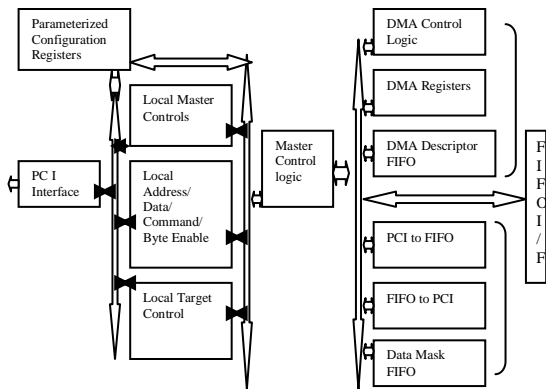 Parameterized
Configuration
Registers
Local Master
Controls
PC I
Interface
Local
Address/
Data/
Command/
Byte Enable
Local Target
Control
Master
Control
logic
DMA Control
Logic
DMA Registers
DMA Descriptor
FIFO
PCI to FIFO
FIFO to PCI
Data Mask
FIFO
F
I
F
O
I
/
F